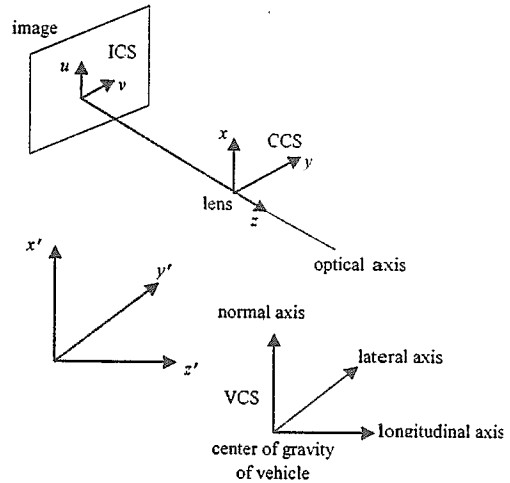 image
ICS
u
v
x
CCS
y
lens
z
optical axis
x'
y'
z'
normal axis
lateral axis
VCS
longitudinal axis
center of gravity
of vehicle